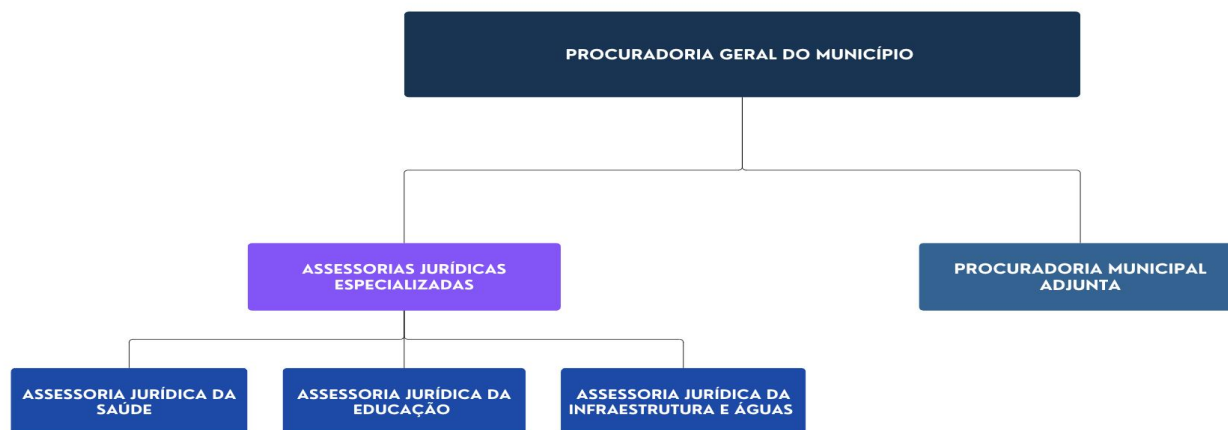 PROCURADORIA GERAL DO MUNICÍPIO
ASSESSORIAS JURÍDICAS
ESPECIALIZADAS
PROCURADORIA MUNICIPAL
ADJUNTA
ASSESSORIA JURÍDICA DA
SAÚDE
ASSESSORIA JURÍDICA DA
EDUCAÇÃO
ASSESSORIA JURÍDICA DA
INFRAESTRUTURA E ÁGUAS